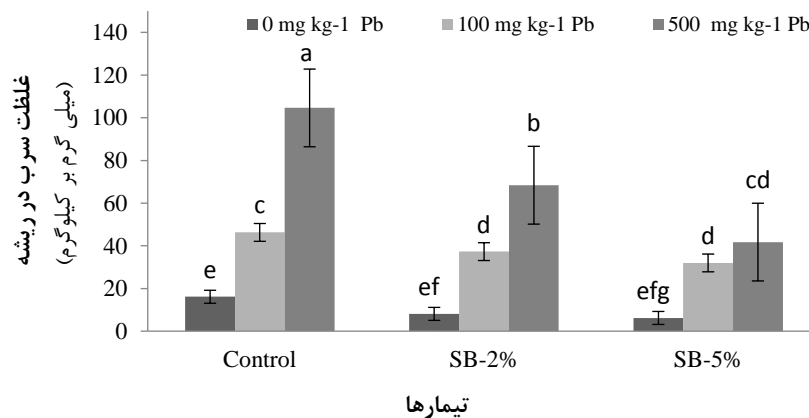 0 mg kg-1 Pb 100 mg kg-1 Pb 500 mg kg-1 Pb
غلظت سرب در ریشه
(میلی گرم بر کیلوگرم)
140
120
100
80
60
40
20
0
e c a
ef d b
efg d cd
Control SB-2% SB-5%
تیمارها